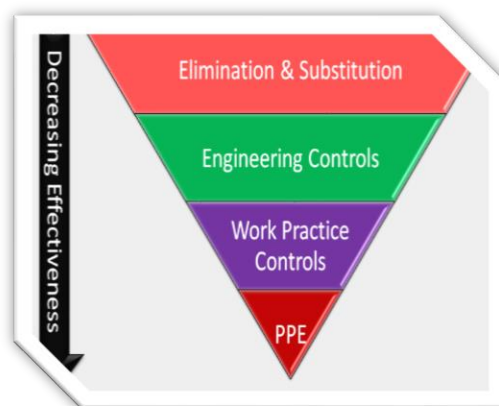 Decreasing Effectiveness
Elimination & Substitution
Engineering Controls
Work Practice
Controls
PPE